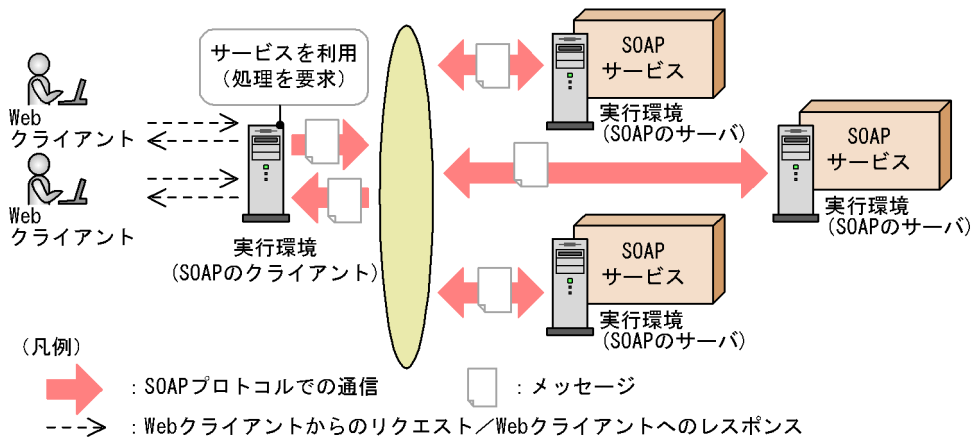 サービスを利用
(処理を要求)
Web
クライアント
Web
クライアント
実行環境
(SOAPのクライアント)
SOAP
サービス
実行環境
(SOAPのサーバ)
SOAP
サービス
実行環境
(SOAPのサーバ)
SOAP
サービス
実行環境
(SOAPのサーバ)
(凡例)
:SOAPプロトコルでの通信
:メッセージ
:Webクライアントからのリクエスト/Webクライアントへのレスポンス